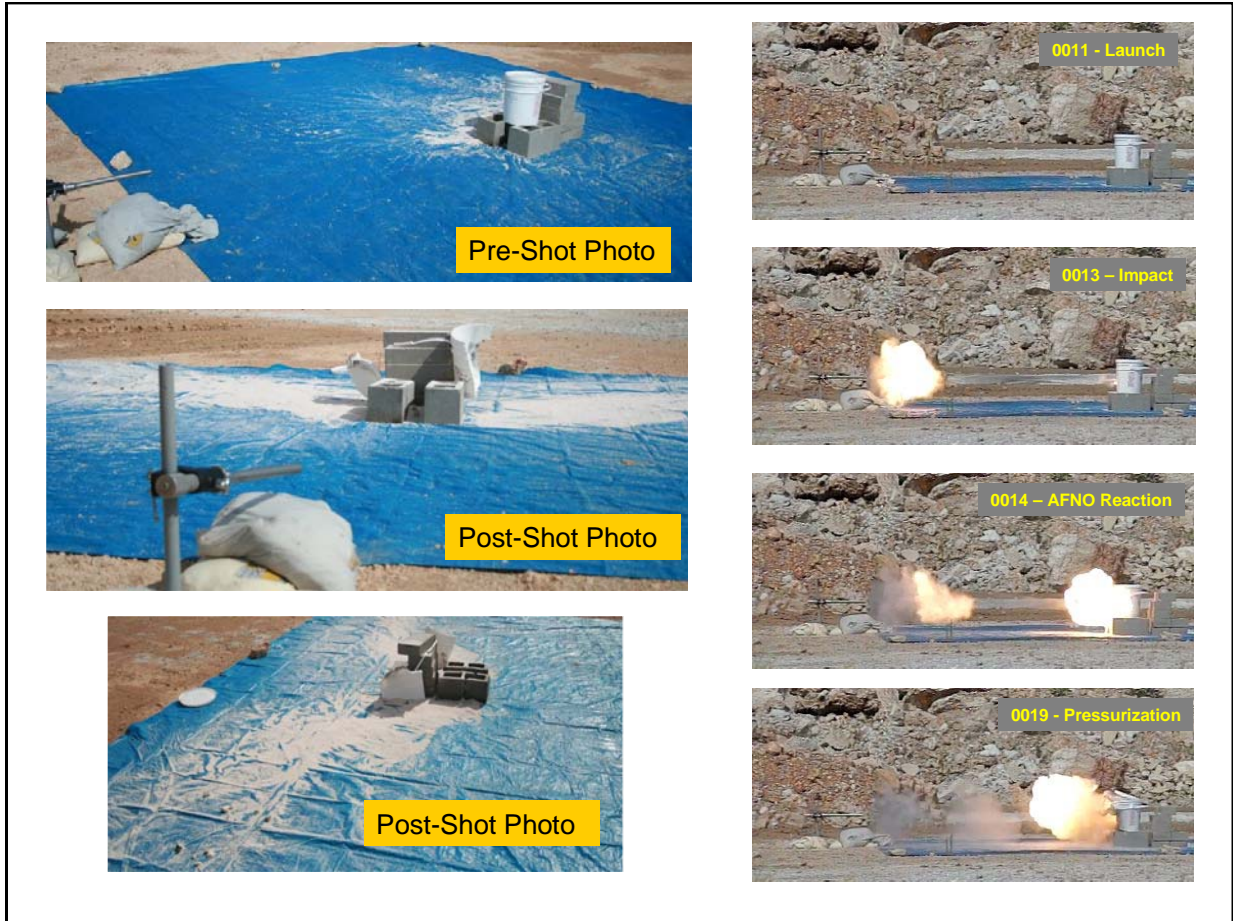 Pre-Shot Photo
Post-Shot Photo
Post-Shot Photo
0011 - Launch
0013 – Impact
0014 – AFNO Reaction
0019 - Pressurization